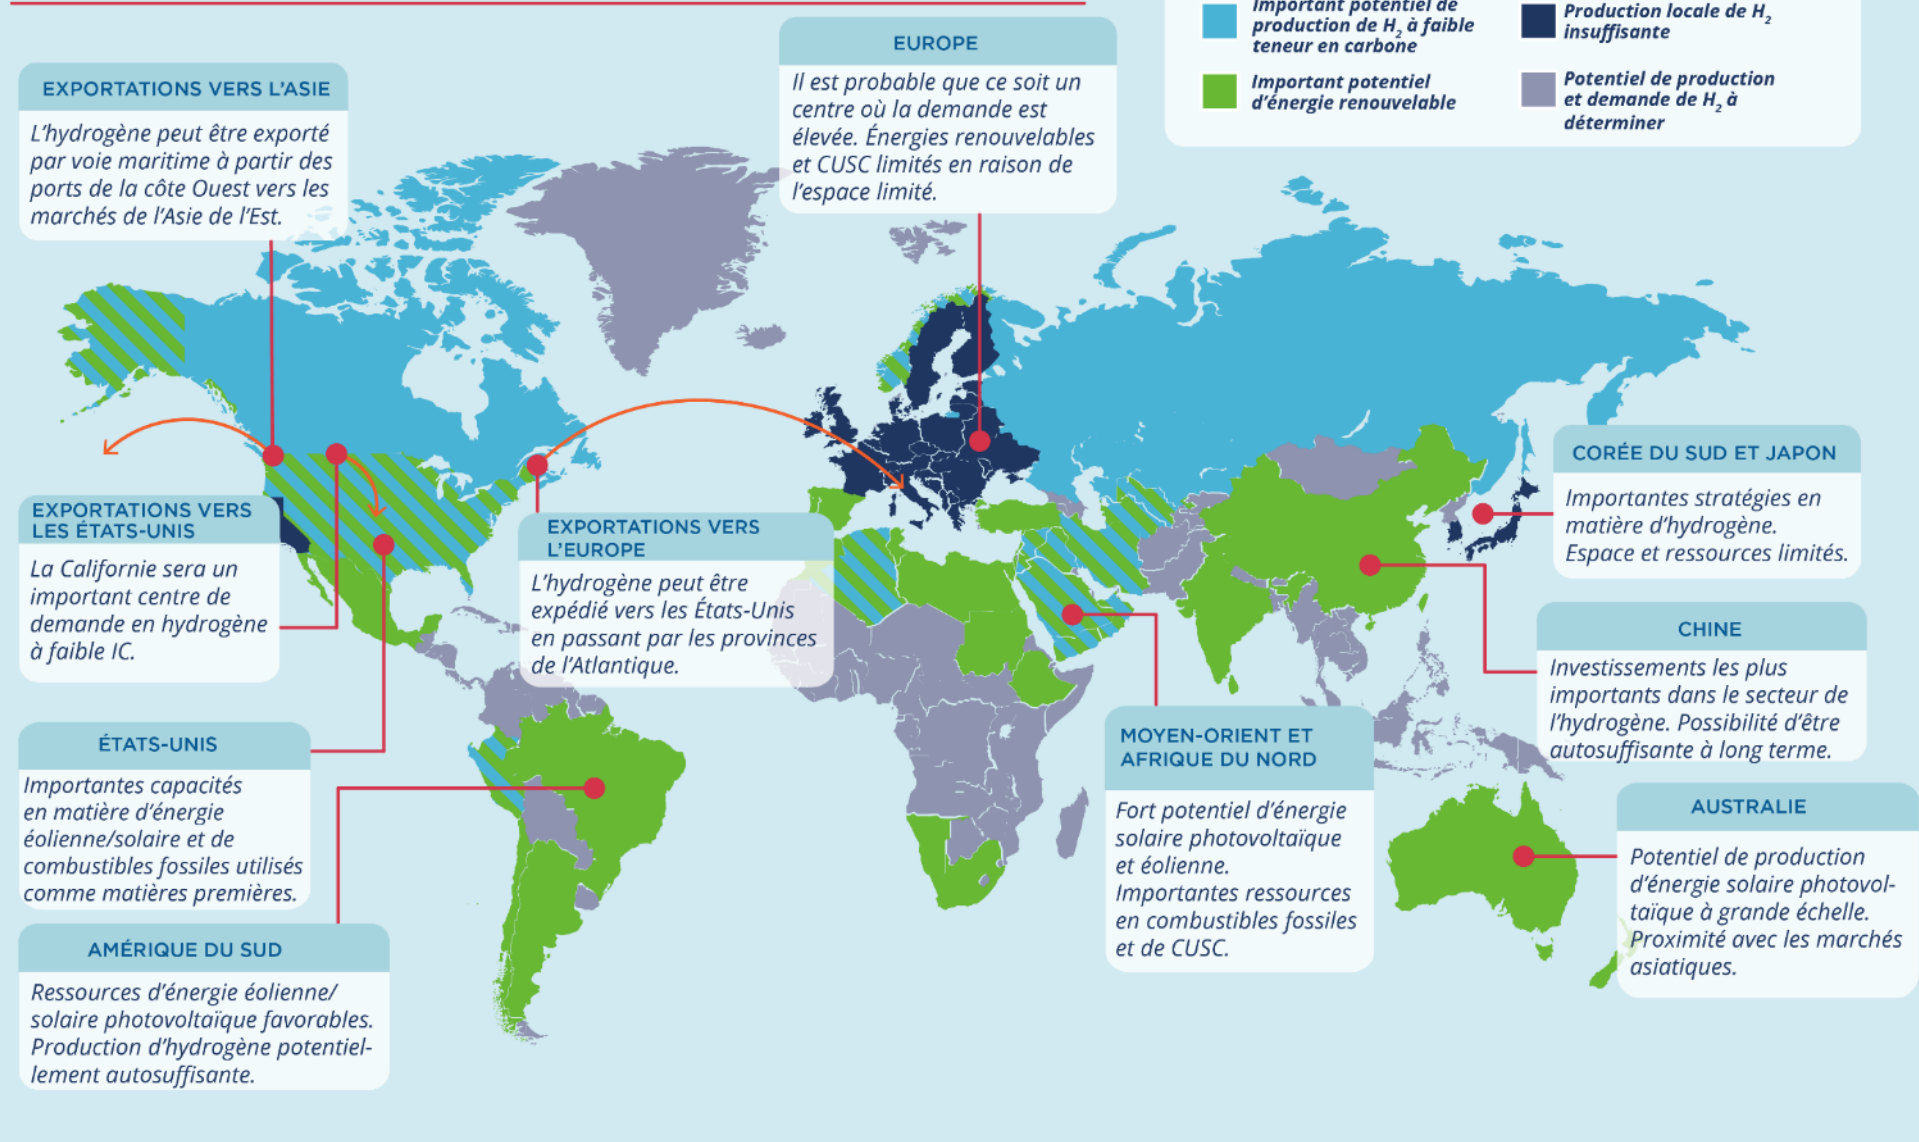 Important potentiel de
production de H₂ à faible
teneur en carbone
Important potentiel
d'énergie renouvelable
Production locale de H₂
insuffisante
Potentiel de production
et demande de H₂ à
déterminer
EXPORTATIONS VERS L'ASIE
L'hydrogène peut être exporté
par voie maritime à partir des
ports de la côte Ouest vers les
marchés de l'Asie de l'Est.
EUROPE
Il est probable que ce soit un
centre où la demande est
élevée. Énergies renouvelables
et CUSC limités en raison de
l'espace limité.
EXPORTATIONS VERS
LES ÉTATS-UNIS
La Californie sera un
important centre de
demande en hydrogène
à faible IC.
EXPORTATIONS VERS
L'EUROPE
L'hydrogène peut être
expédié vers les États-Unis
en passant par les provinces
de l'Atlantique.
CORÉE DU SUD ET JAPON
Importantes stratégies en
matière d'hydrogène.
Espace et ressources limités.
CHINE
Investissements les plus
importants dans le secteur de
l'hydrogène. Possibilité d'être
autosuffisante à long terme.
ÉTATS-UNIS
Importantes capacités
en matière d'énergie
éolienne/solaire et de
combustibles fossiles utilisés
comme matières premières.
MOYEN-ORIENT ET
AFRIQUE DU NORD
Fort potentiel d'énergie
solaire photovoltaïque
et éolienne.
Importantes ressources
en combustibles fossiles
et de CUSC.
AUSTRALIE
Potentiel de production
d'énergie solaire photovol-
taïque à grande échelle.
Proximité avec les marchés
asiatiques.
AMÉRIQUE DU SUD
Ressources d'énergie éolienne/
solaire photovoltaïque favorables.
Production d'hydrogène potentiel-
lement autosuffisante.